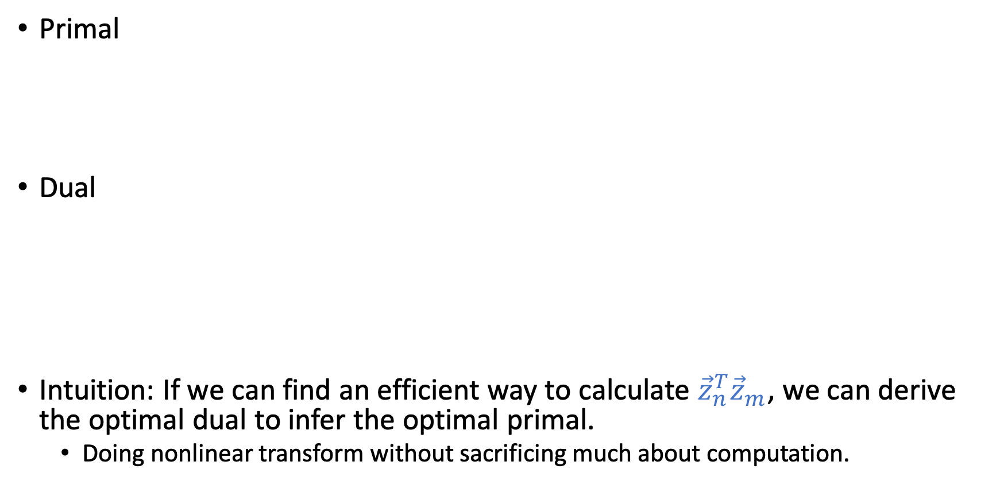 • Primal
• Dual
• Intuition: If we can find an efficient way to calculate $\vec{z}_n^T \vec{z}_m$, we can derive
the optimal dual to infer the optimal primal.
• Doing nonlinear transform without sacrificing much about computation.